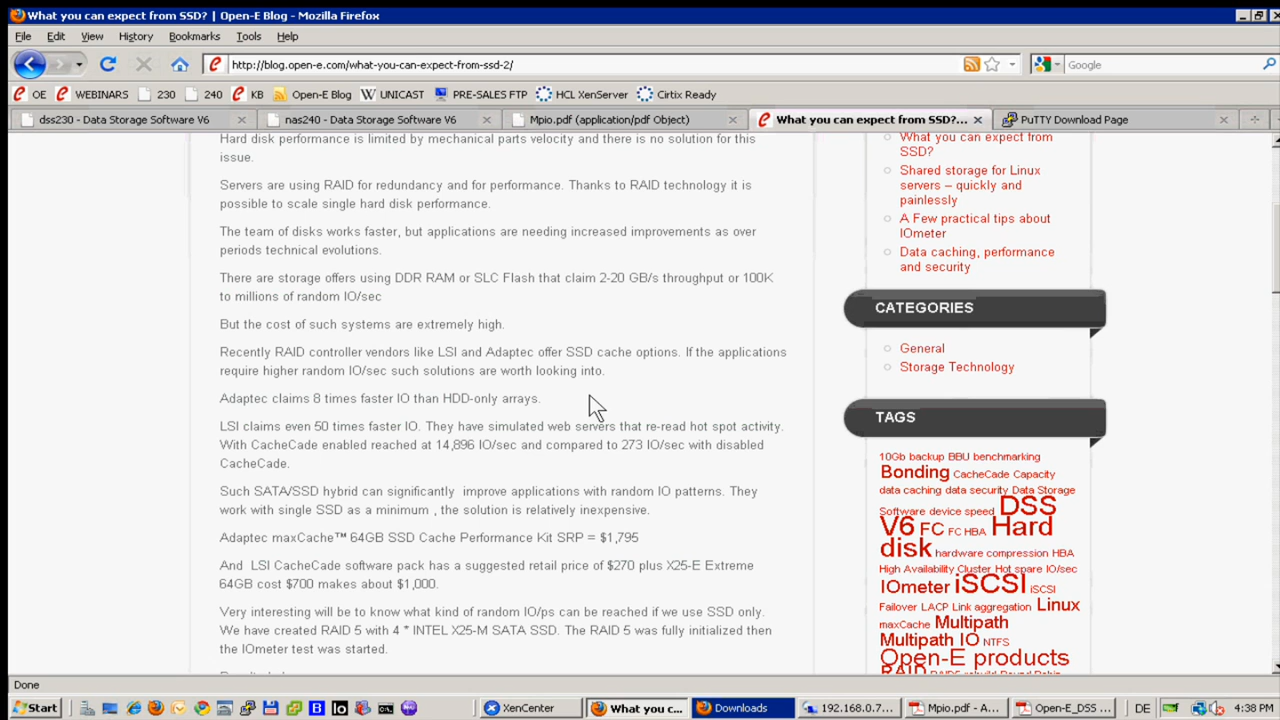 What you can expect from SSD? | Open-E Blog - Mozilla Firefox
File Edit View History Bookmarks Tools Help
http://blog.open-e.com/what-you-can-expect-from-ssd-2/
Google
OE WEBINARS 230 240 KB Open-E Blog UNICAST PRE-SALES FTP HCL XenServer Cirtix Ready
dss230 - Data Storage Software V6
nas240 - Data Storage Software V6
Mpio.pdf (application/pdf Object)
What you can expect from SSD?...
PuTTY Download Page
Hard disk performance is limited by mechanical parts velocity and there is no solution for this
issue.
Servers are using RAID for redundancy and for performance. Thanks to RAID technology it is
possible to scale single hard disk performance.
The team of disks works faster, but applications are needing increased improvements as over
periods technical evolutions.
There are storage offers using DDR RAM or SLC Flash that claim 2-20 GB/s throughput or 100K
to millions of random IO/sec
But the cost of such systems are extremely high.
Recently RAID controller vendors like LSI and Adaptec offer SSD cache options. If the applications
require higher random IO/sec such solutions are worth looking into.
Adaptec claims 8 times faster IO than HDD-only arrays.
LSI claims even 50 times faster IO. They have simulated web servers that re-read hot spot activity.
With CacheCade enabled reached at 14,896 IO/sec and compared to 273 IO/sec with disabled
CacheCade.
Such SATA/SSD hybrid can significantly improve applications with random IO patterns. They
work with single SSD as a minimum , the solution is relatively inexpensive.
Adaptec maxCache™ 64GB SSD Cache Performance Kit SRP = $1,795
And LSI CacheCade software pack has a suggested retail price of $270 plus X25-E Extreme
64GB cost $700 makes about $1,000.
Very interesting will be to know what kind of random IO/ps can be reached if we use SSD only.
We have created RAID 5 with 4 * INTEL X25-M SATA SSD. The RAID 5 was fully initialized then
the IOmeter test was started.
What you can expect from
SSD?
Shared storage for Linux
servers – quickly and
painlessly
A Few practical tips about
IOmeter
Data caching, performance
and security
CATEGORIES
General
Storage Technology
TAGS
10Gb backup BBU benchmarking
Bonding CacheCade Capacity
data caching data security Data Storage
Software device speed DSS
V6 FC FC HBA Hard
disk hardware compression HBA
High Availability Cluster Hot spare IO/sec
IOmeter iSCSI iSCSI
Failover LACP Link aggregation Linux
maxCache Multipath
Multipath IO NTFS
Open-E products
RAID RAID5 rebuild Round Robin
Done
Start
XenCenter
What you c...
Downloads
192.168.0.7...
Mpio.pdf - A...
Open-E_DSS ...
DE
4:38 PM